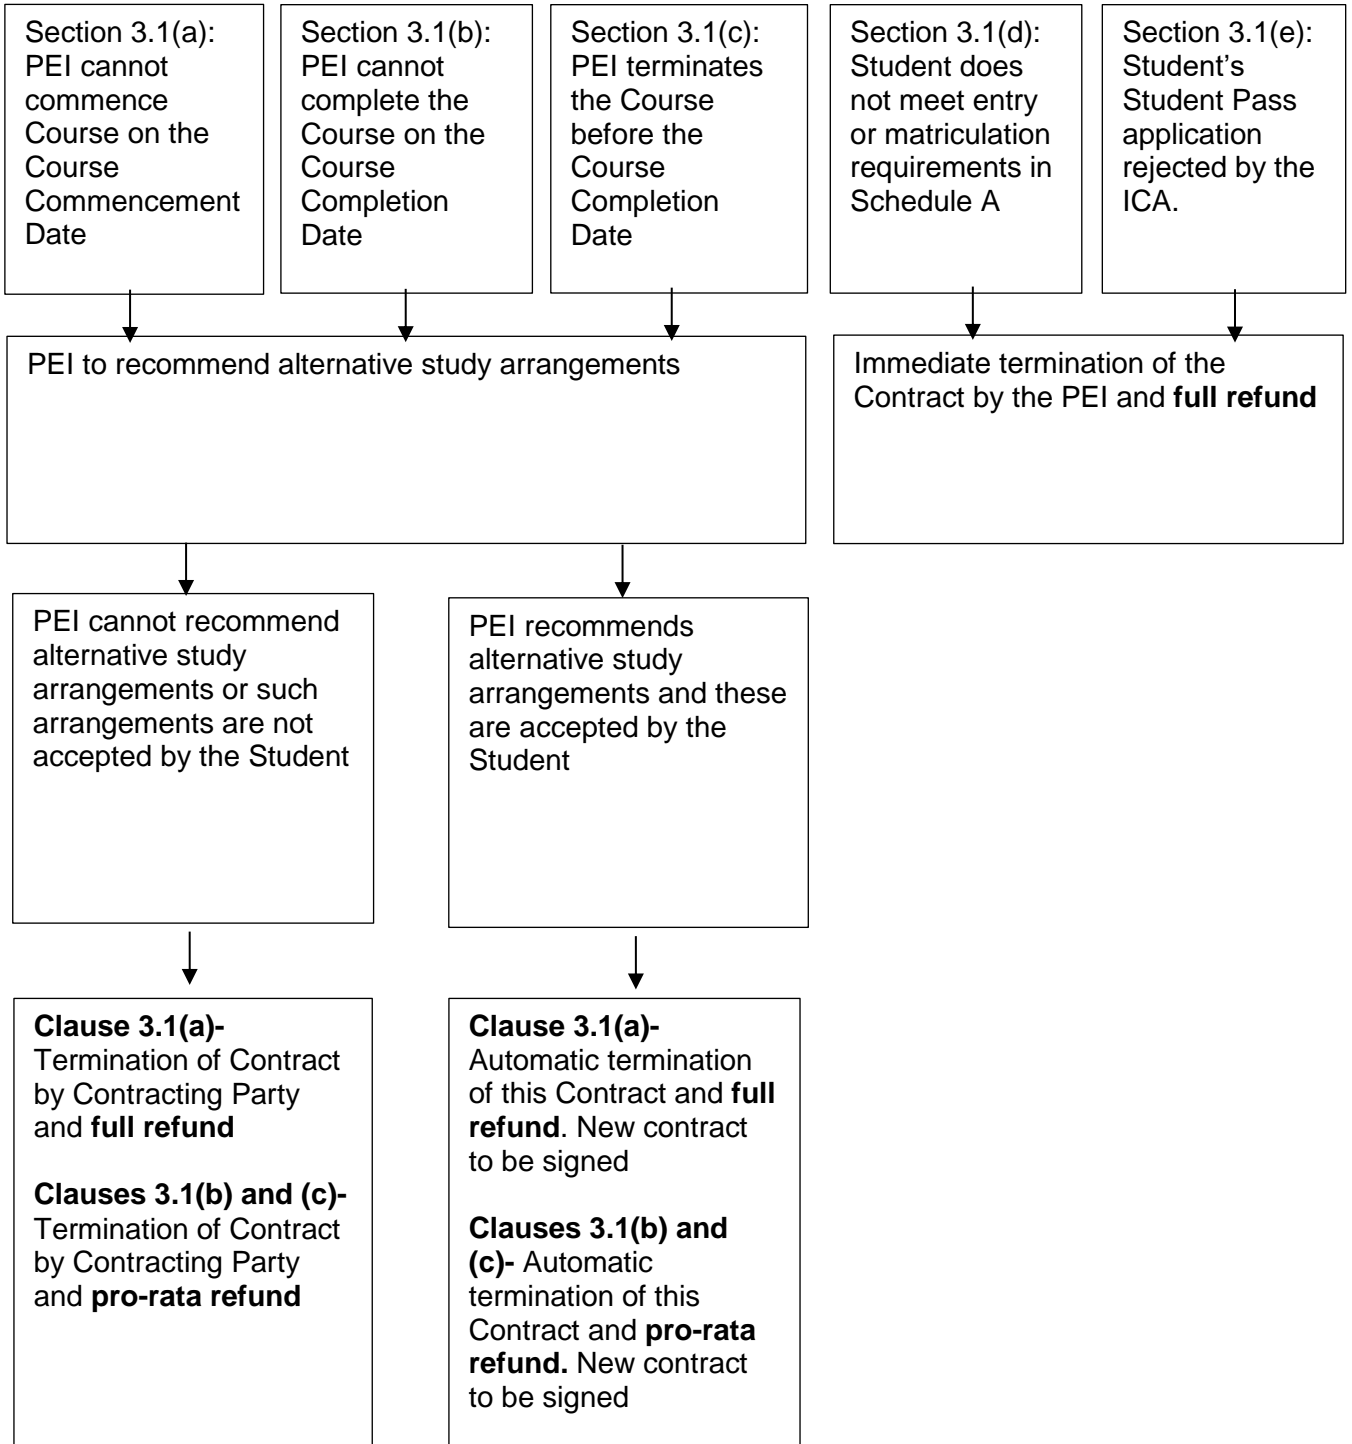 Section 3.1(a):
PEI cannot
commence
Course on the
Course
Commencement
Date
Section 3.1(b):
PEI cannot
complete the
Course on the
Course
Completion
Date
Section 3.1(c):
PEI terminates
the Course
before the
Course
Completion
Date
Section 3.1(d):
Student does
not meet entry
or matriculation
requirements in
Schedule A
Section 3.1(e):
Student’s
Student Pass
application
rejected by the
ICA.
PEI to recommend alternative study arrangements
Immediate termination of the
Contract by the PEI and full refund
PEI cannot recommend
alternative study
arrangements or such
arrangements are not
accepted by the Student
PEI recommends
alternative study
arrangements and these
are accepted by the
Student
Clause 3.1(a)-
Termination of Contract
by Contracting Party
and full refund
Clauses 3.1(b) and (c)-
Termination of Contract
by Contracting Party
and pro-rata refund
Clause 3.1(a)-
Automatic termination
of this Contract and full
refund. New contract
to be signed
Clauses 3.1(b) and
(c)- Automatic
termination of this
Contract and pro-rata
refund. New contract
to be signed